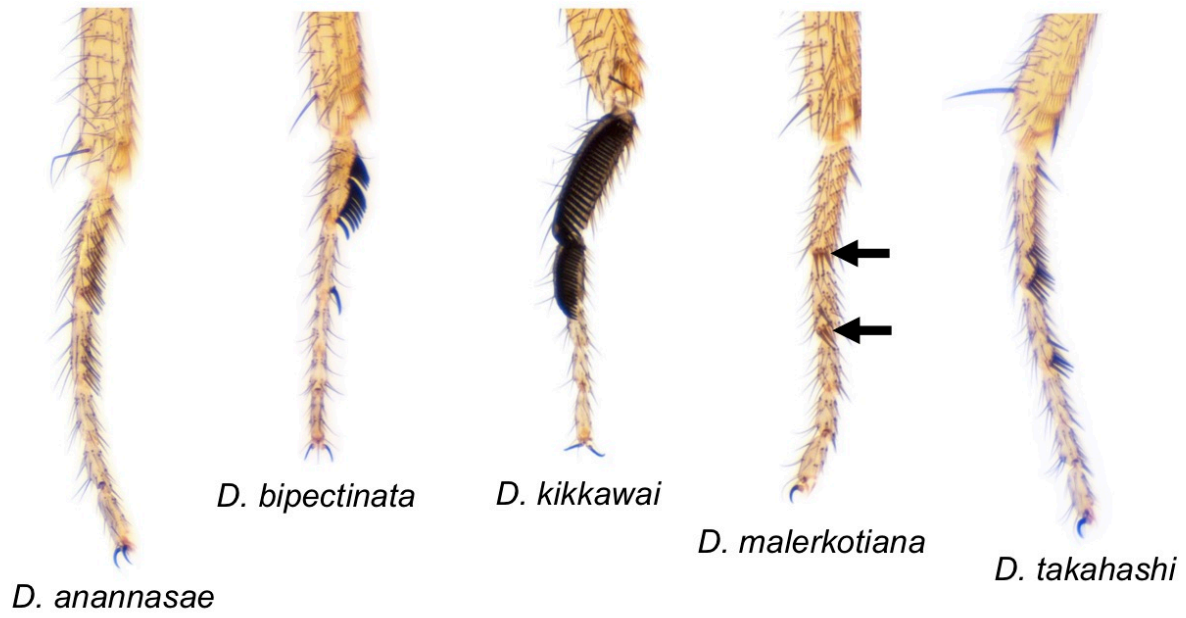 D. bipectinata
D. kikkawai
D. malerkotiana
D. takahashi
D. anannasae